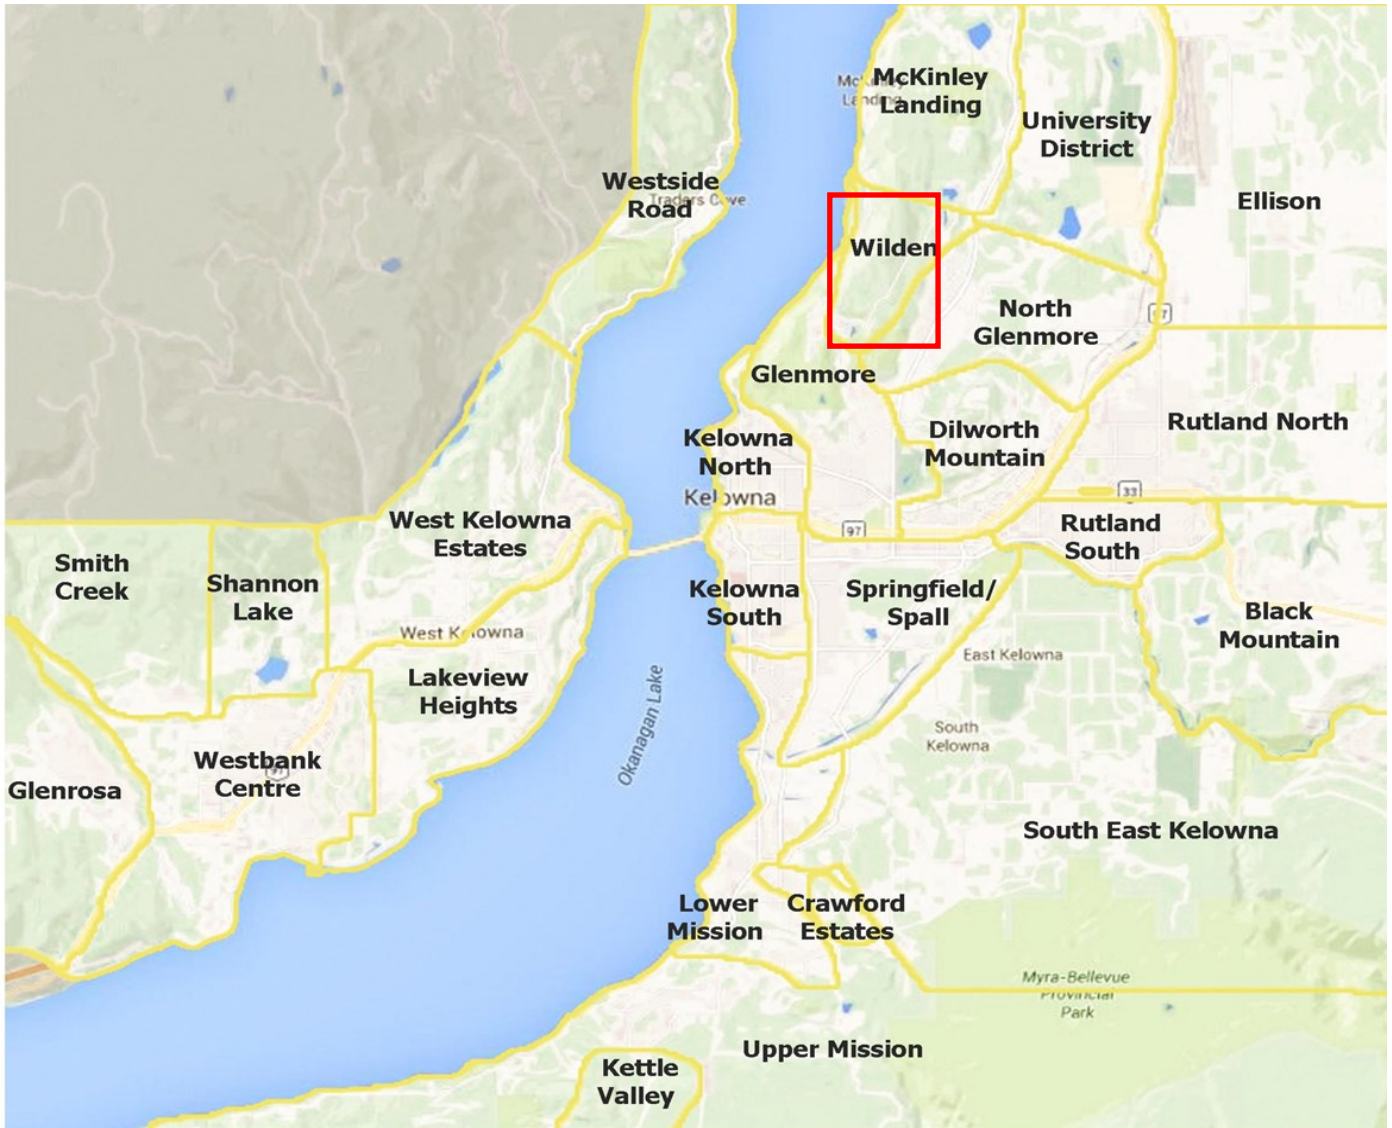 McKinley
Landing
McKinley
Landing
University
District
Westside
Road
Traders Cove
Ellison
Wilden
North
Glenmore
97
Glenmore
Rutland North
Kelowna
North
Dilworth
Mountain
Kelowna
33
West Kelowna
Estates
97
Rutland
South
Smith
Creek
Shannon
Lake
Kelowna
South
Springfield/
Spall
Black
Mountain
West Kelowna
East Kelowna
Lakeview
Heights
Okanagan Lake
South
Kelowna
Westbank
Centre
97
Glenrosa
South East Kelowna
Lower
Mission
Crawford
Estates
Myra-Bellevue
Provincial
Park
Upper Mission
Kettle
Valley